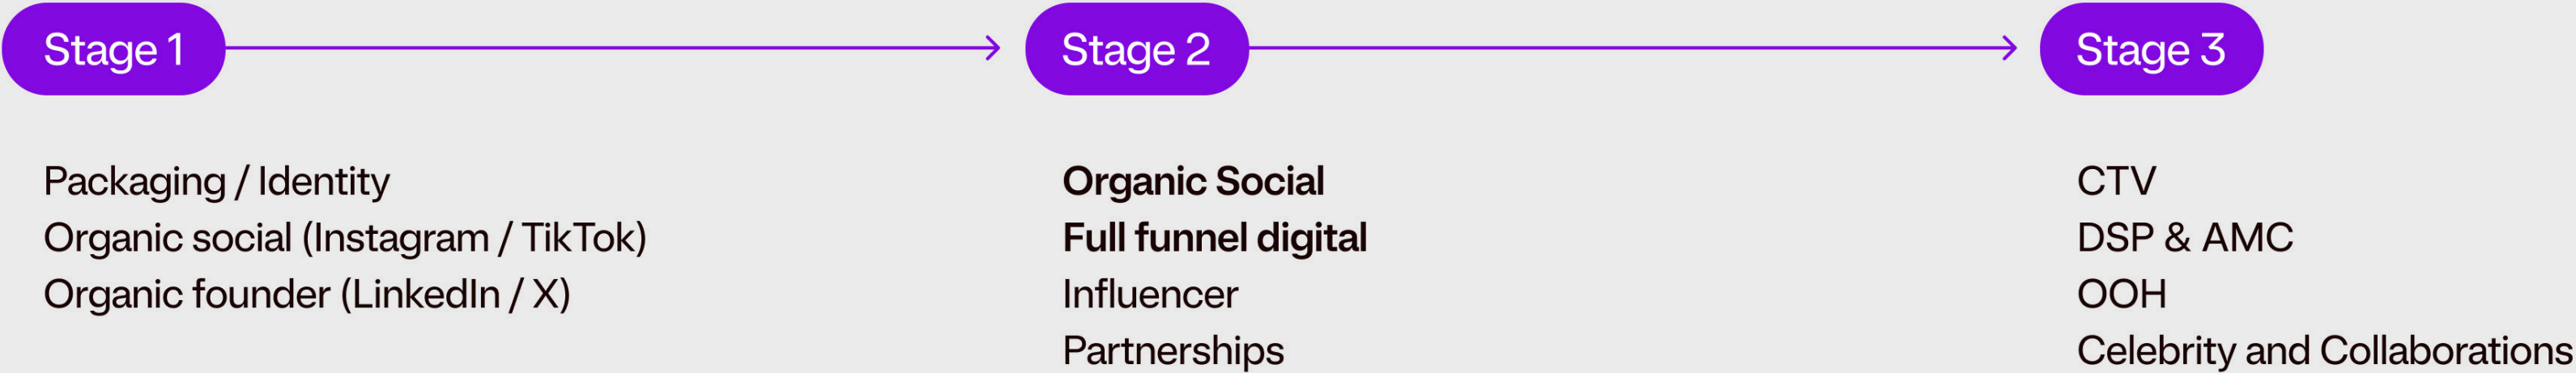 Stage 1
Stage 2
Stage 3
Packaging / Identity
Organic social (Instagram / TikTok)
Organic founder (LinkedIn / X)
Organic Social
Full funnel digital
Influencer
Partnerships
CTV
DSP & AMC
OOH
Celebrity and Collaborations